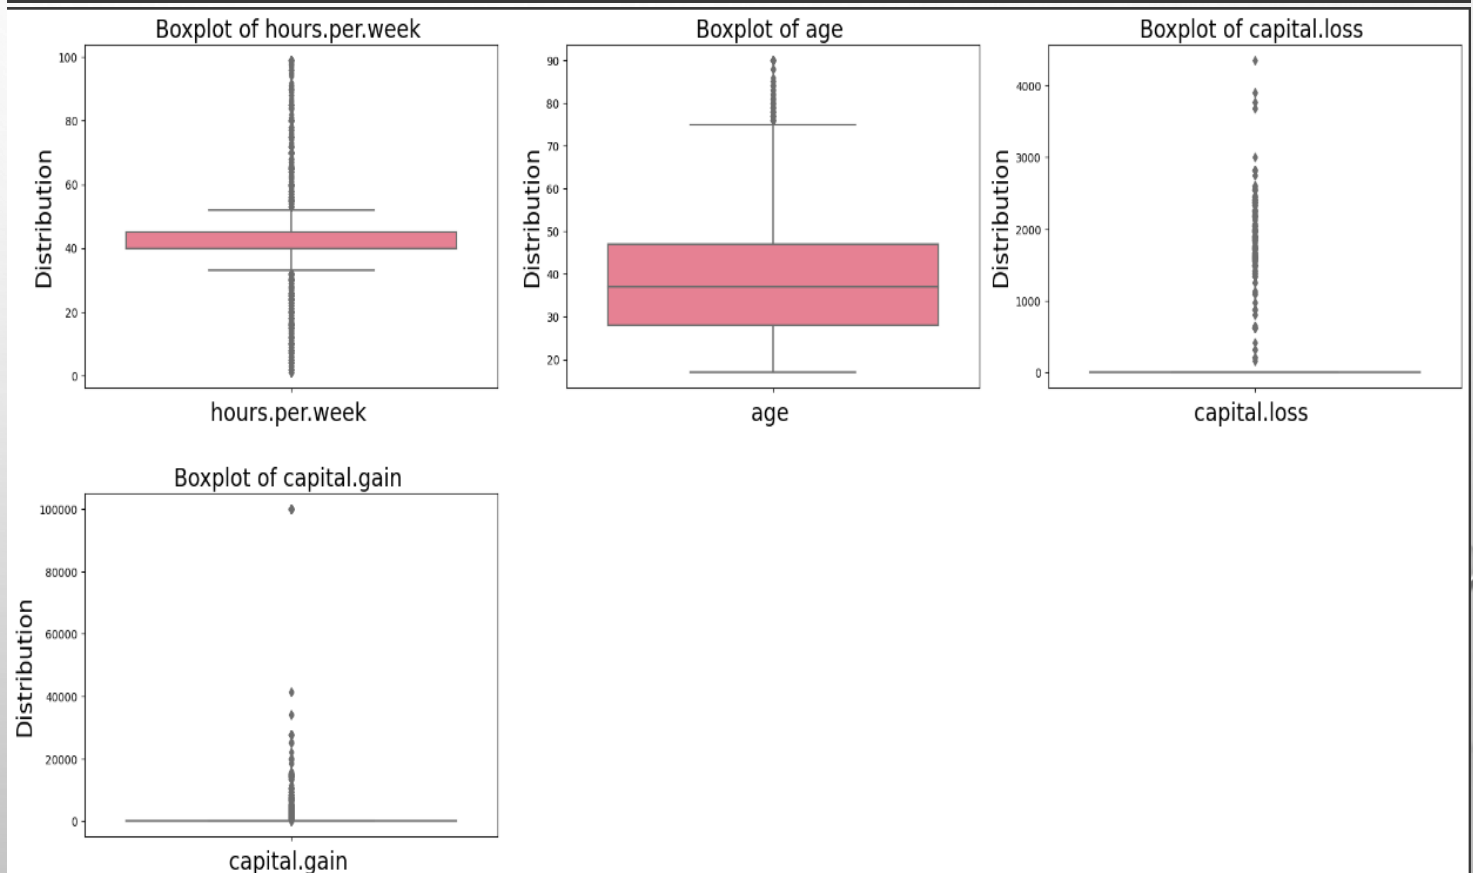 Boxplot of hours.per.week
Distribution
100
80
60
40
20
0
hours.per.week
Boxplot of age
Distribution
90
80
70
60
50
40
30
20
age
Boxplot of capital.loss
Distribution
4000
3000
2000
1000
0
capital.loss
Boxplot of capital.gain
Distribution
100000
80000
60000
40000
20000
0
capital.gain